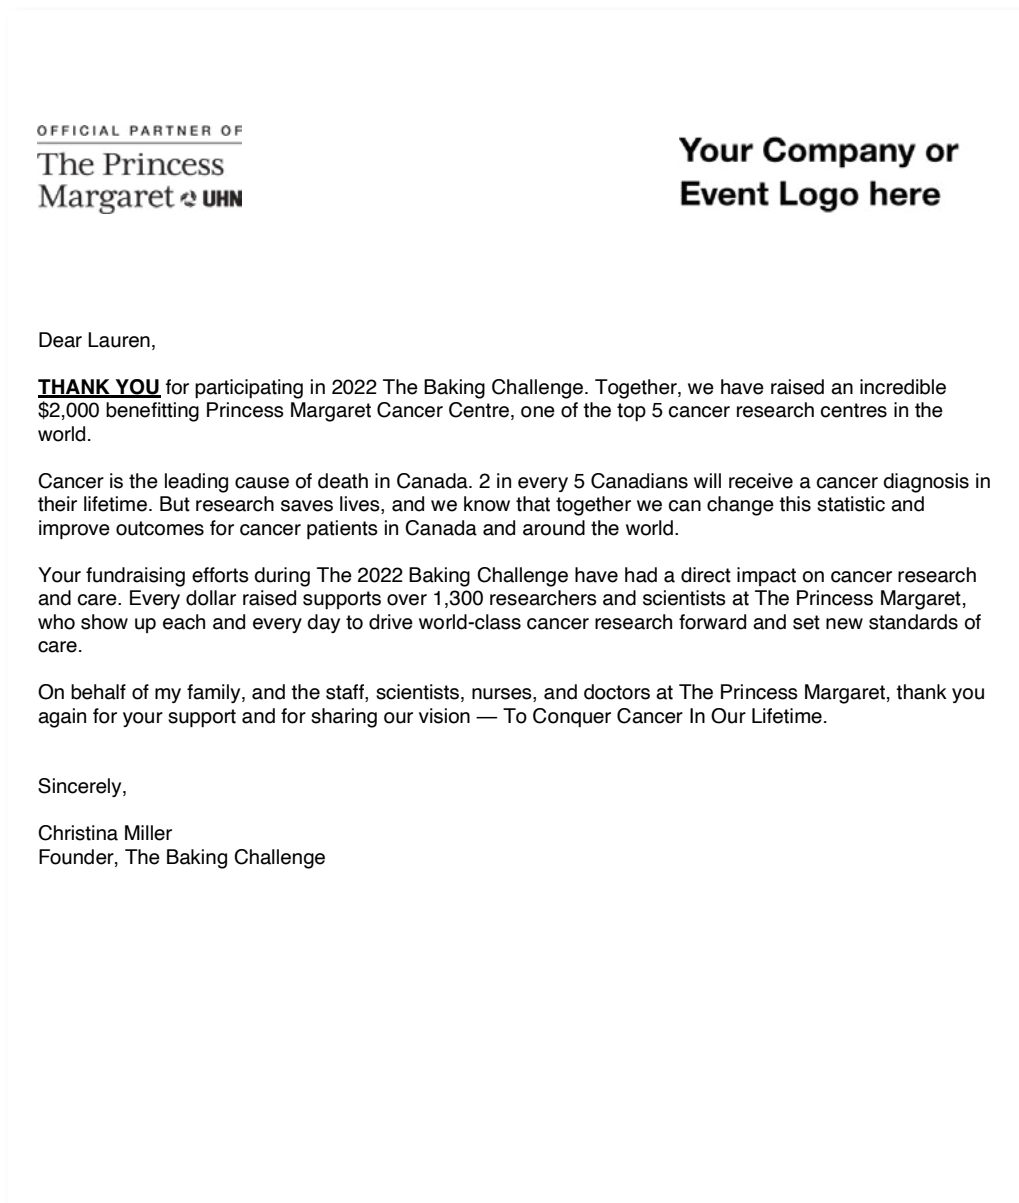 OFFICIAL PARTNER OF
The Princess
Margaret UHN
Your Company or
Event Logo here
Dear Lauren,
THANK YOU for participating in 2022 The Baking Challenge. Together, we have raised an incredible
$2,000 benefitting Princess Margaret Cancer Centre, one of the top 5 cancer research centres in the
world.
Cancer is the leading cause of death in Canada. 2 in every 5 Canadians will receive a cancer diagnosis in
their lifetime. But research saves lives, and we know that together we can change this statistic and
improve outcomes for cancer patients in Canada and around the world.
Your fundraising efforts during The 2022 Baking Challenge have had a direct impact on cancer research
and care. Every dollar raised supports over 1,300 researchers and scientists at The Princess Margaret,
who show up each and every day to drive world-class cancer research forward and set new standards of
care.
On behalf of my family, and the staff, scientists, nurses, and doctors at The Princess Margaret, thank you
again for your support and for sharing our vision — To Conquer Cancer In Our Lifetime.
Sincerely,
Christina Miller
Founder, The Baking Challenge